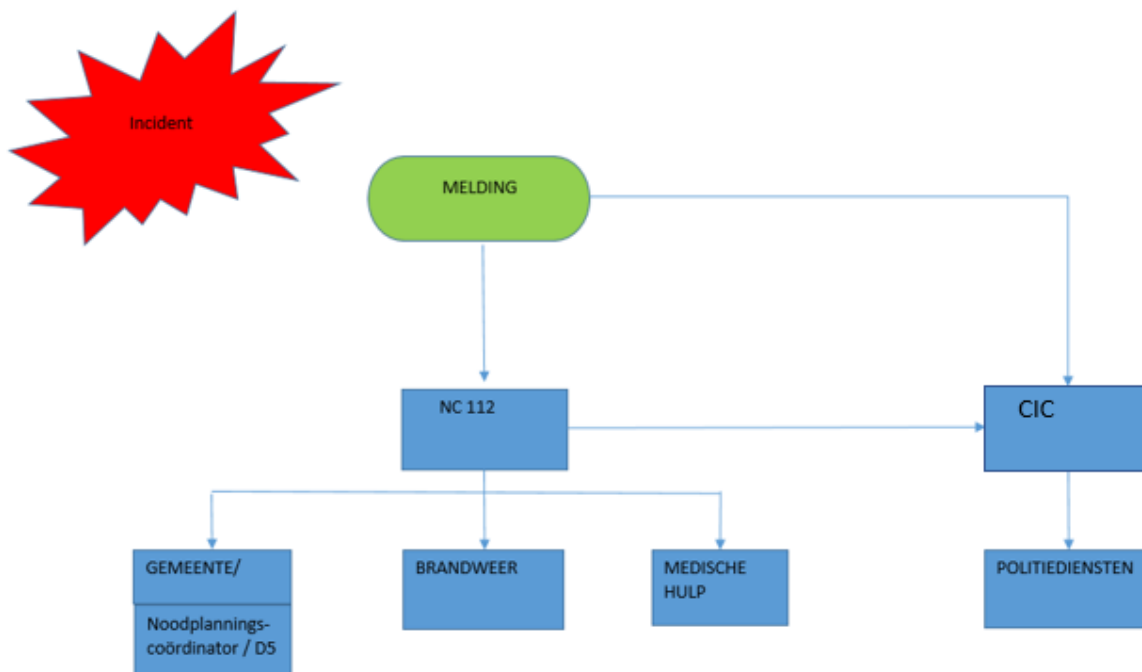 Incident
MELDING
NC 112
CIC
GEMEENTE/
Noodplannings-
coördinator / D5
BRANDWEER
MEDISCHE
HULP
POLITIEDIENSTEN